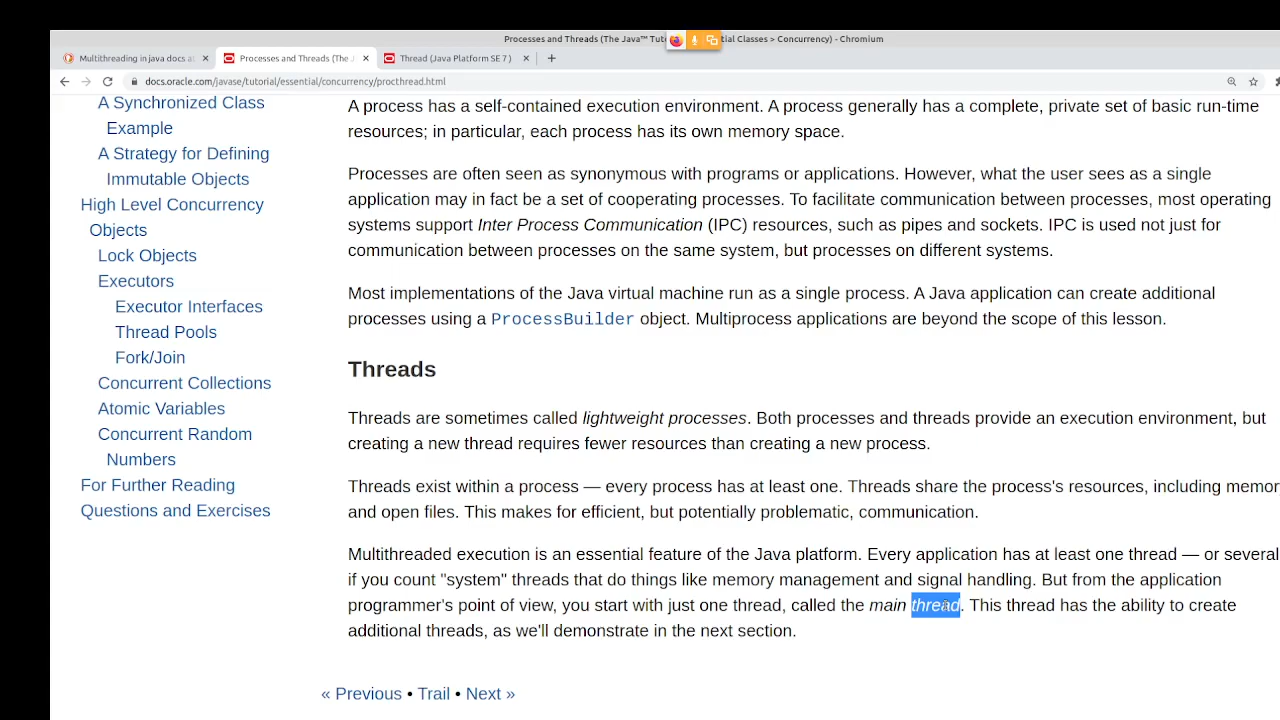 Processes and Threads (The Java™ Tuto tial Classes > Concurrency) - Chromium
Multithreading in java docs a
Processes and Threads (The J
Thread (Java Platform SE 7 )
docs.oracle.com/javase/tutorial/essential/concurrency/procthread.html
A Synchronized Class
Example
A Strategy for Defining
Immutable Objects
High Level Concurrency
Objects
Lock Objects
Executors
Executor Interfaces
Thread Pools
Fork/Join
Concurrent Collections
Atomic Variables
Concurrent Random
Numbers
For Further Reading
Questions and Exercises
A process has a self-contained execution environment. A process generally has a complete, private set of basic run-time
resources; in particular, each process has its own memory space.
Processes are often seen as synonymous with programs or applications. However, what the user sees as a single
application may in fact be a set of cooperating processes. To facilitate communication between processes, most operating
systems support Inter Process Communication (IPC) resources, such as pipes and sockets. IPC is used not just for
communication between processes on the same system, but processes on different systems.
Most implementations of the Java virtual machine run as a single process. A Java application can create additional
processes using a ProcessBuilder object. Multiprocess applications are beyond the scope of this lesson.
Threads
Threads are sometimes called lightweight processes. Both processes and threads provide an execution environment, but
creating a new thread requires fewer resources than creating a new process.
Threads exist within a process — every process has at least one. Threads share the process's resources, including memor
and open files. This makes for efficient, but potentially problematic, communication.
Multithreaded execution is an essential feature of the Java platform. Every application has at least one thread — or several
if you count "system" threads that do things like memory management and signal handling. But from the application
programmer's point of view, you start with just one thread, called the main thread. This thread has the ability to create
additional threads, as we'll demonstrate in the next section.
« Previous • Trail • Next »